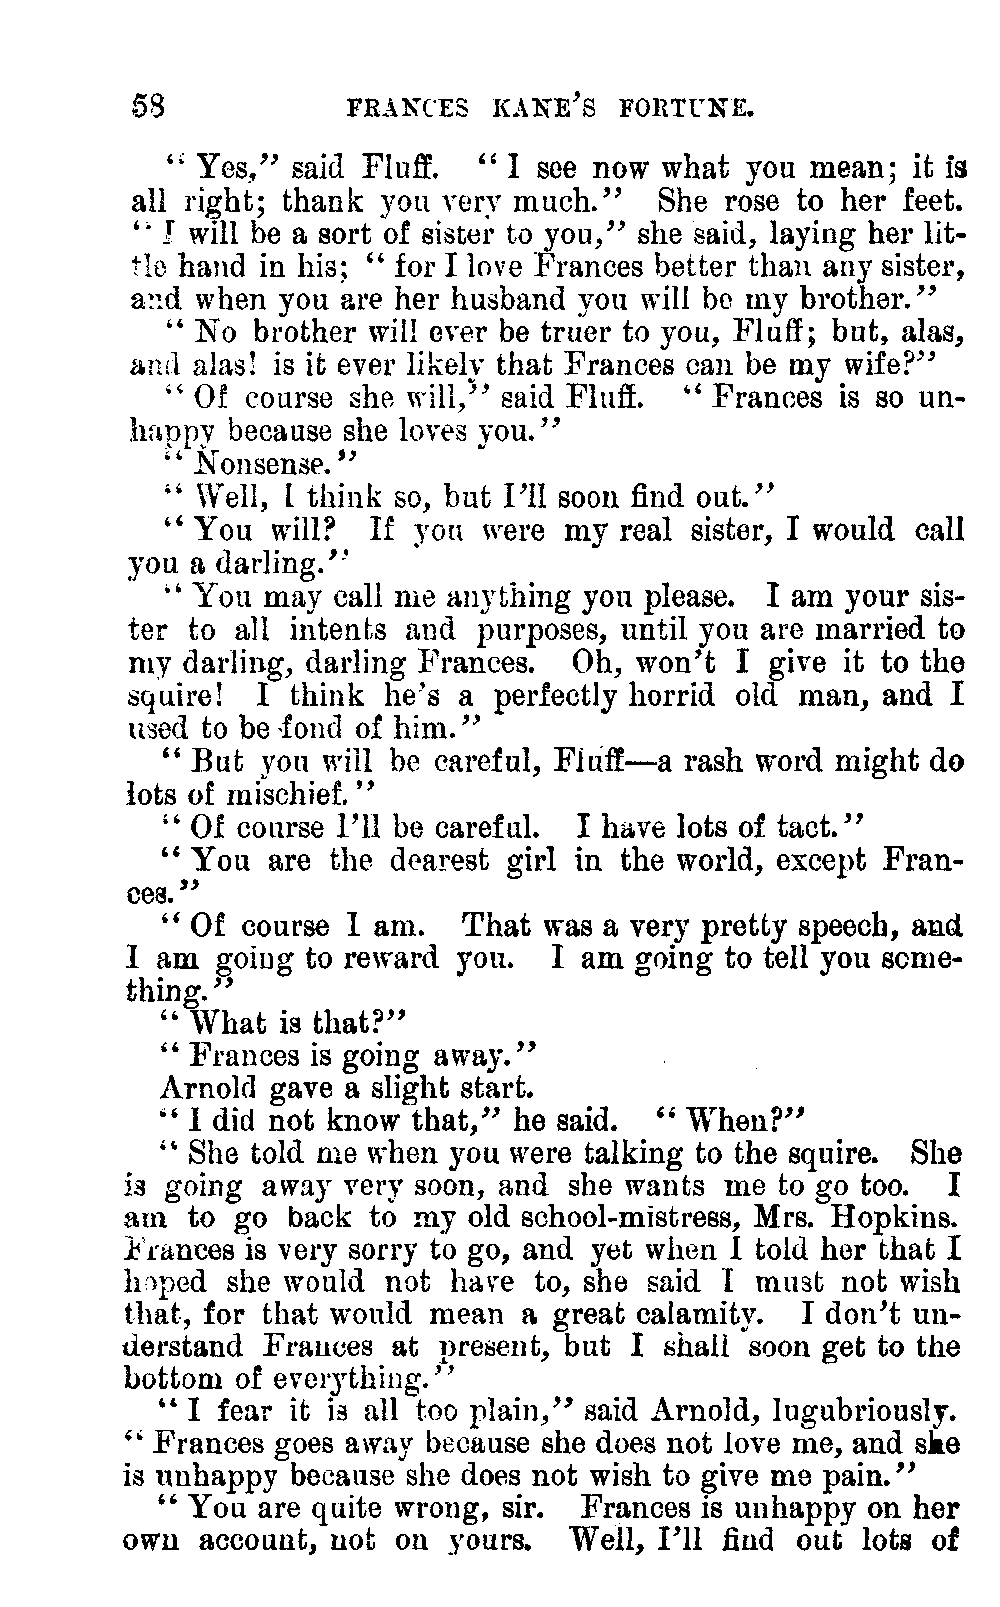 58 FRANCES KANE'S FORTUNE.
"Yes," said Fluff. "I see now what you mean; it is
all right; thank you very much." She rose to her feet.
"I will be a sort of sister to you," she said, laying her lit-
tle hand in his; "for I love Frances better than any sister,
and when you are her husband you will be my brother."
"No brother will ever be truer to you, Fluff; but, alas,
and alas! is it ever likely that Frances can be my wife?"
"Of course she will," said Fluff. "Frances is so un-
happy because she loves you."
"Nonsense."
"Well, I think so, but I'll soon find out."
"You will? If you were my real sister, I would call
you a darling."
"You may call me anything you please. I am your sis-
ter to all intents and purposes, until you are married to
my darling, darling Frances. Oh, won't I give it to the
squire! I think he's a perfectly horrid old man, and I
used to be fond of him."
"But you will be careful, Fluff—a rash word might do
lots of mischief."
"Of course I'll be careful. I have lots of tact."
"You are the dearest girl in the world, except Fran-
ces."
"Of course I am. That was a very pretty speech, and
I am going to reward you. I am going to tell you some-
thing."
"What is that?"
"Frances is going away."
Arnold gave a slight start.
"I did not know that," he said. "When?"
"She told me when you were talking to the squire. She
is going away very soon, and she wants me to go too. I
am to go back to my old school-mistress, Mrs. Hopkins.
Frances is very sorry to go, and yet when I told her that I
hoped she would not have to, she said I must not wish
that, for that would mean a great calamity. I don't un-
derstand Frances at present, but I shall soon get to the
bottom of everything."
"I fear it is all too plain," said Arnold, lugubriously.
"Frances goes away because she does not love me, and she
is unhappy because she does not wish to give me pain."
"You are quite wrong, sir. Frances is unhappy on her
own account, not on yours. Well, I'll find out lots of